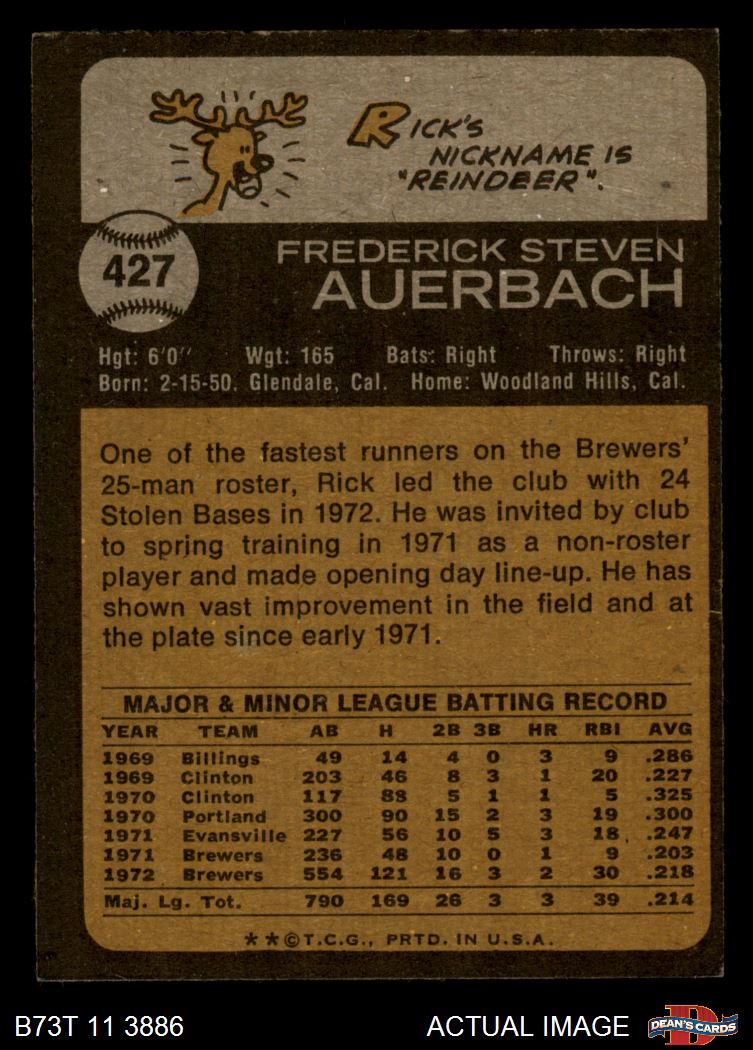 RICK'S
NICKNAME IS
"REINDEER".
427
FREDERICK STEVEN
AUERBACH
Hgt: 6'0" Wgt: 165 Bats: Right Throws: Right
Born: 2-15-50. Glendale, Cal. Home: Woodland Hills, Cal.
One of the fastest runners on the Brewers'
25-man roster, Rick led the club with 24
Stolen Bases in 1972. He was invited by club
to spring training in 1971 as a non-roster
player and made opening day line-up. He has
shown vast improvement in the field and at
the plate since early 1971.
MAJOR & MINOR LEAGUE BATTING RECORD
YEAR TEAM AB H 2B 3B HR RBI AVG
1969 Billings 49 14 4 0 3 9 .286
1969 Clinton 203 46 8 3 1 20 .227
1970 Clinton 117 88 5 1 1 5 .325
1970 Portland 300 90 15 2 3 19 .300
1971 Evansville 227 56 10 5 3 18 .247
1971 Brewers 236 48 10 0 1 9 .203
1972 Brewers 554 121 16 3 2 30 .218
Maj. Lg. Tot. 790 169 26 3 3 39 .214
**©T.C.G., PRTD. IN U.S.A.
B73T 11 3886 ACTUAL IMAGE DEAN'S CARDS